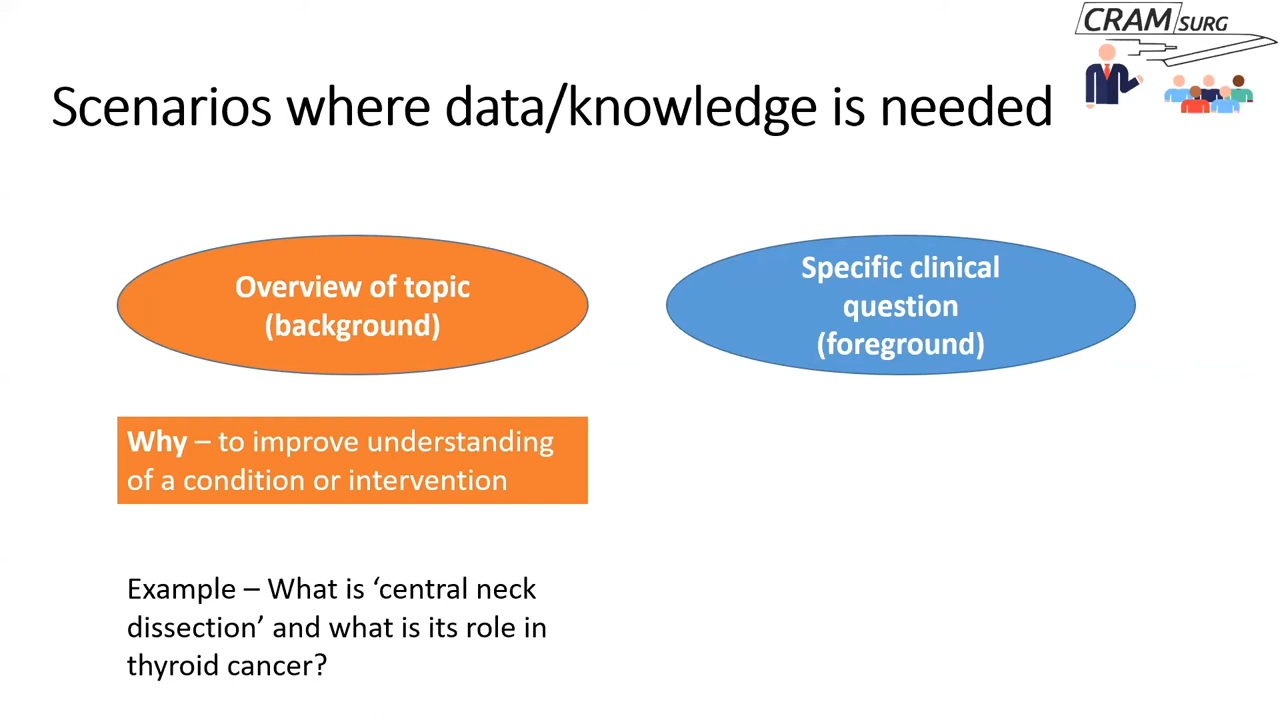 CRAM SURG
Scenarios where data/knowledge is needed
Overview of topic
(background)
Specific clinical
question
(foreground)
Why – to improve understanding
of a condition or intervention
Example – What is ‘central neck
dissection’ and what is its role in
thyroid cancer?